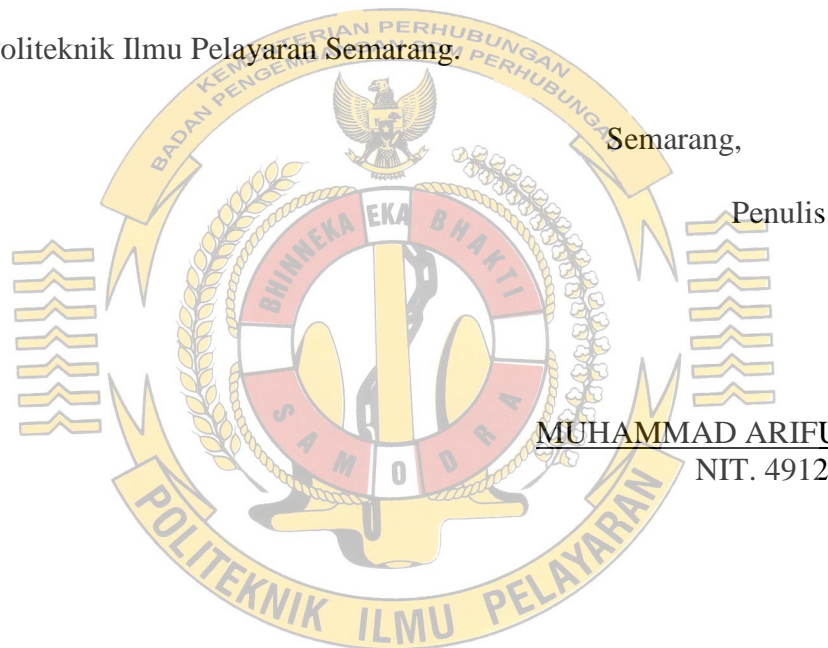 KEMENTERIAN PERHUBUNGAN
BADAN PENGEMBANGAN SDM PERHUBUNGAN
oliteknik Ilmu Pelayaran Semarang.
Semarang,
Penulis
BHINNEKA EKA BHAKTI
SAMODRA
MUHAMMAD ARIFU
NIT. 4912
POLITEKNIK ILMU PELAYARAN